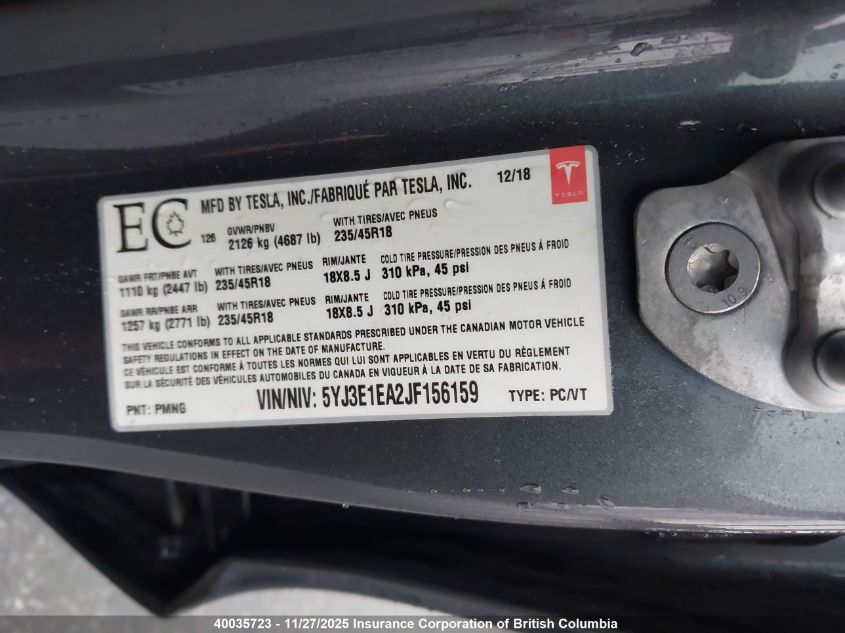 EC
126
MFD BY TESLA, INC./FABRIQUÉ PAR TESLA, INC. 12/18
TESLA
GVWR/PNBV
2126 kg (4687 lb)
WITH TIRES/AVEC PNEUS
235/45R18
GAWR FRT/PNBE AVT
1110 kg (2447 lb)
WITH TIRES/AVEC PNEUS
235/45R18
RIM/JANTE
18X8.5 J
COLD TIRE PRESSURE/PRESSION DES PNEUS À FROID
310 kPa, 45 psi
GAWR RR/PNBE ARR
1257 kg (2771 lb)
WITH TIRES/AVEC PNEUS
235/45R18
RIM/JANTE
18X8.5 J
COLD TIRE PRESSURE/PRESSION DES PNEUS À FROID
310 kPa, 45 psi
THIS VEHICLE CONFORMS TO ALL APPLICABLE STANDARDS PRESCRIBED UNDER THE CANADIAN MOTOR VEHICLE
SAFETY REGULATIONS IN EFFECT ON THE DATE OF MANUFACTURE.
CE VÉHICULE EST CONFORME À TOUTES LES NORMES QUI LUI SONT APPLICABLES EN VERTU DU RÈGLEMENT
SUR LA SÉCURITÉ DES VÉHICULES AUTOMOBILES DU CANADA EN VIGUEUR À LA DATE DE SA FABRICATION.
PNT: PMNG
VIN/NIV: 5YJ3E1EA2JF156159
TYPE: PC/VT
10.9
40035723 - 11/27/2025 Insurance Corporation of British Columbia